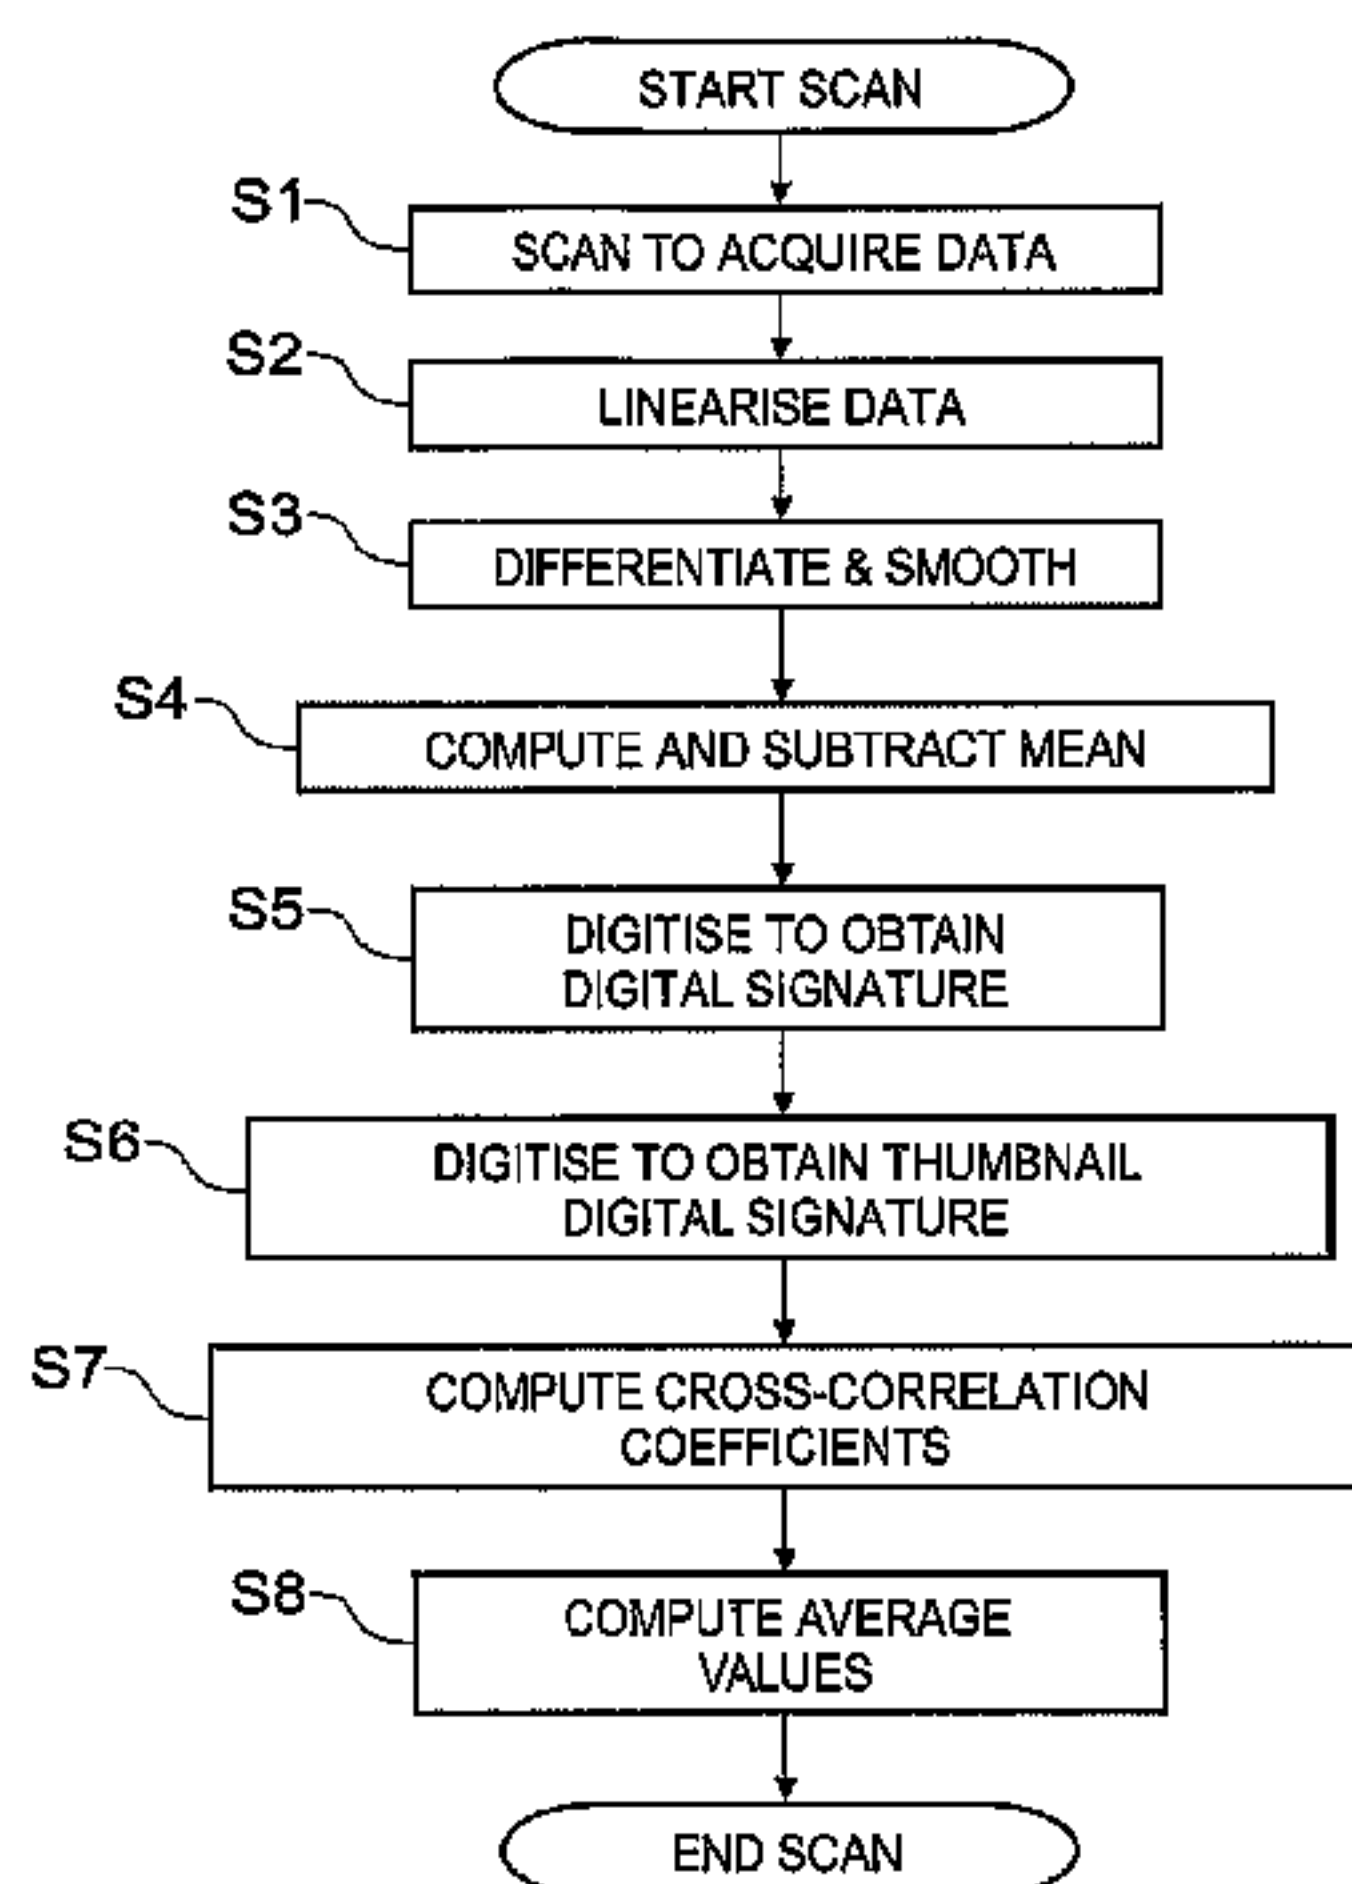 START SCAN
S1
SCAN TO ACQUIRE DATA
S2
LINEARISE DATA
S3
DIFFERENTIATE & SMOOTH
S4
COMPUTE AND SUBTRACT MEAN
S5
DIGITISE TO OBTAIN
DIGITAL SIGNATURE
S6
DIGITISE TO OBTAIN THUMBNAIL
DIGITAL SIGNATURE
S7
COMPUTE CROSS-CORRELATION
COEFFICIENTS
S8
COMPUTE AVERAGE
VALUES
END SCAN